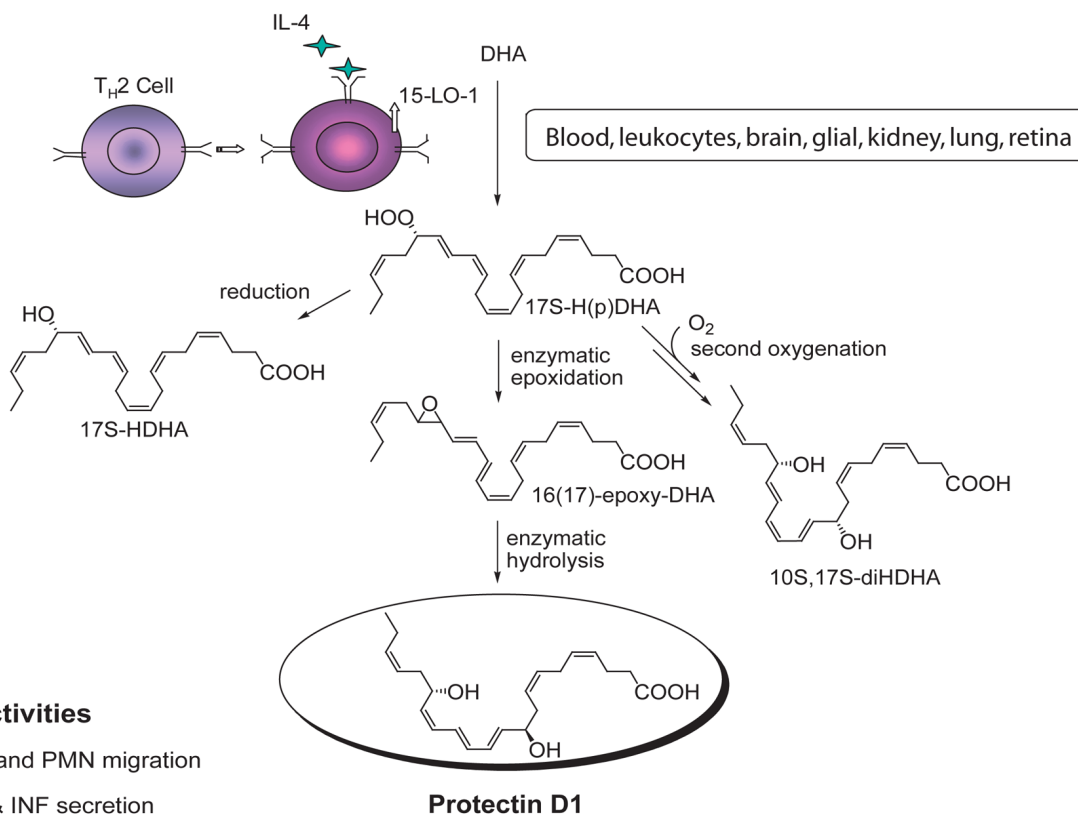 IL-4
DHA
TH2 Cell
15-LO-1
Blood, leukocytes, brain, glial, kidney, lung, retina
HOO
COOH
17S-H(p)DHA
reduction
O2
second oxygenation
HO
COOH
17S-HDHA
enzymatic
epoxidation
O
COOH
16(17)-epoxy-DHA
OH
COOH
OH
10S,17S-diHDHA
enzymatic
hydrolysis
OH
COOH
OH
Protectin D1
ctivities
and PMN migration
& INF secretion